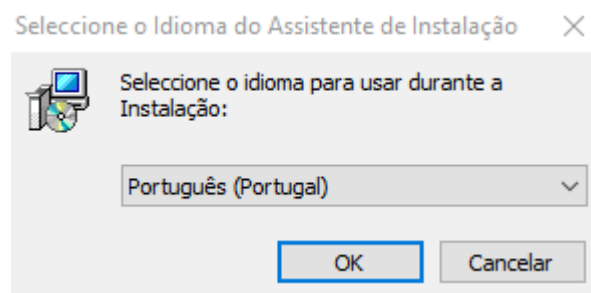 Seleccione o Idioma do Assistente de Instalação
Seleccione o idioma para usar durante a
Instalação:
Português (Portugal)
OK
Cancelar